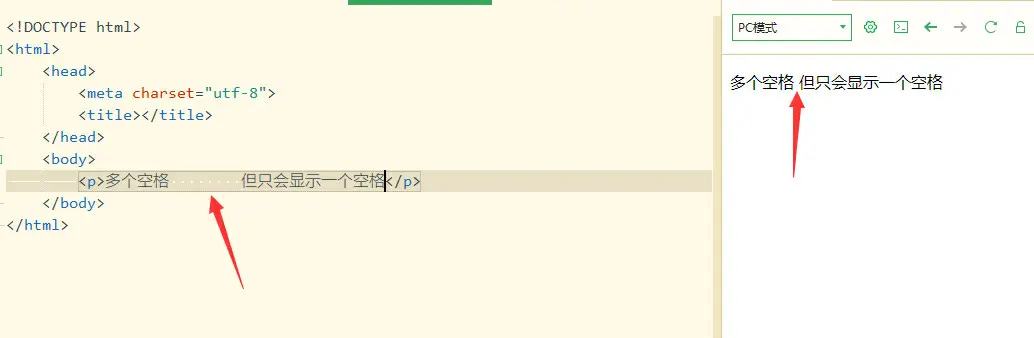 <!DOCTYPE html>
<html>
    <head>
        <meta charset="utf-8">
        <title></title>
    </head>
    <body>
        <p>多个空格        但只会显示一个空格</p>
    </body>
</html>
PC模式
多个空格 但只会显示一个空格